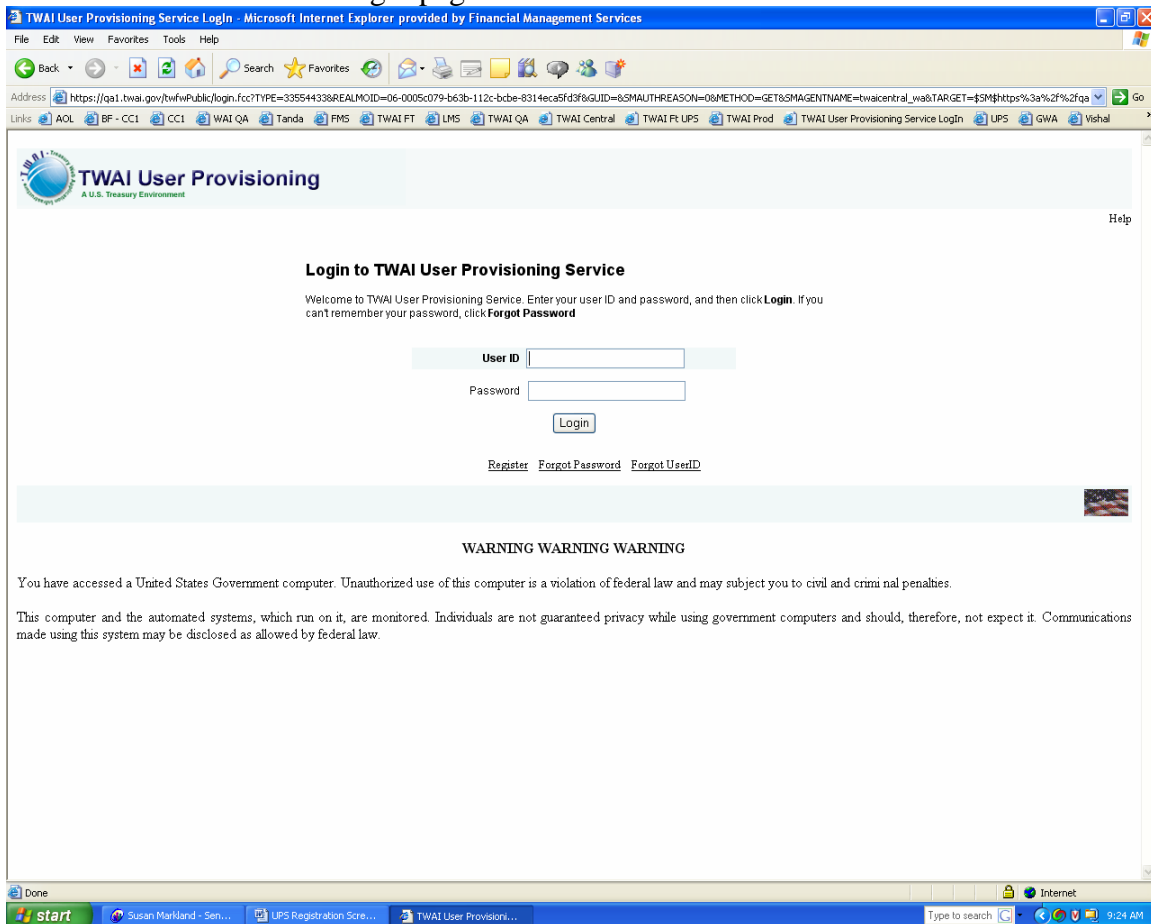 TWAI User Provisioning Service LogIn - Microsoft Internet Explorer provided by Financial Management Services
File Edit View Favorites Tools Help
Back Search Favorites
Address https://qa1.twai.gov/twfwPublic/login.fcc?TYPE=33554433&REALMOID=06-0005c079-b63b-112c-bcbe-8314eca5fd3f&GUID=&SMAUTHREASON=0&METHOD=GET&SMAGENTNAME=twaicentral_wa&TARGET=$SM$https%3a%2f%2fqa Go
Links AOL BF - CC1 CC1 WAI QA Tanda FMS TWAI FT LMS TWAI QA TWAI Central TWAI Ft UPS TWAI Prod TWAI User Provisioning Service LogIn UPS GWA Vishal
TWAI User Provisioning
A U.S. Treasury Environment
Help
Login to TWAI User Provisioning Service
Welcome to TWAI User Provisioning Service. Enter your user ID and password, and then click Login. If you
can't remember your password, click Forgot Password
User ID
Password
Login
Register Forgot Password Forgot UserID
WARNING WARNING WARNING
You have accessed a United States Government computer. Unauthorized use of this computer is a violation of federal law and may subject you to civil and crimi nal penalties.
This computer and the automated systems, which run on it, are monitored. Individuals are not guaranteed privacy while using government computers and should, therefore, not expect it. Communications
made using this system may be disclosed as allowed by federal law.
Done Internet
start Susan Markland - Sen... UPS Registration Scre... TWAI User Provisioni... Type to search 9:24 AM